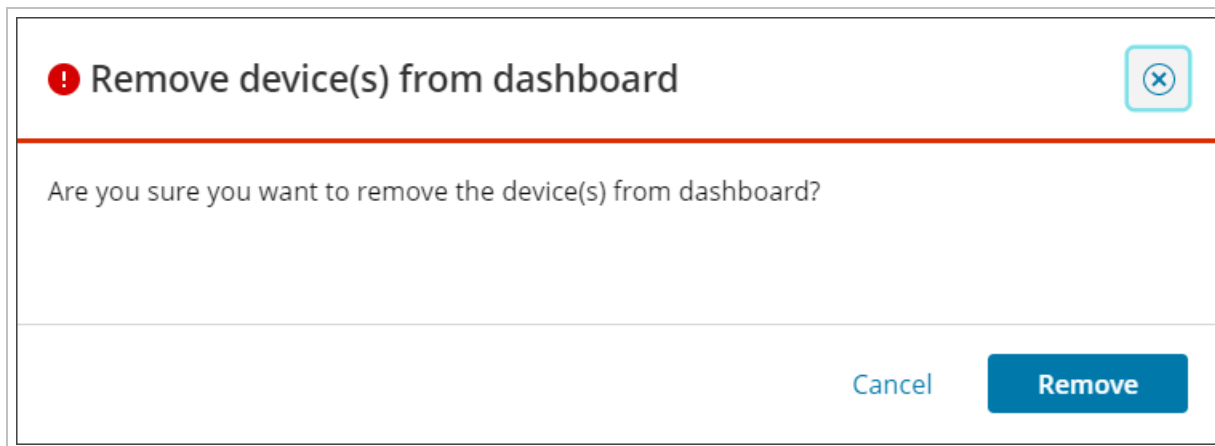 Remove device(s) from dashboard
Are you sure you want to remove the device(s) from dashboard?
Cancel
Remove